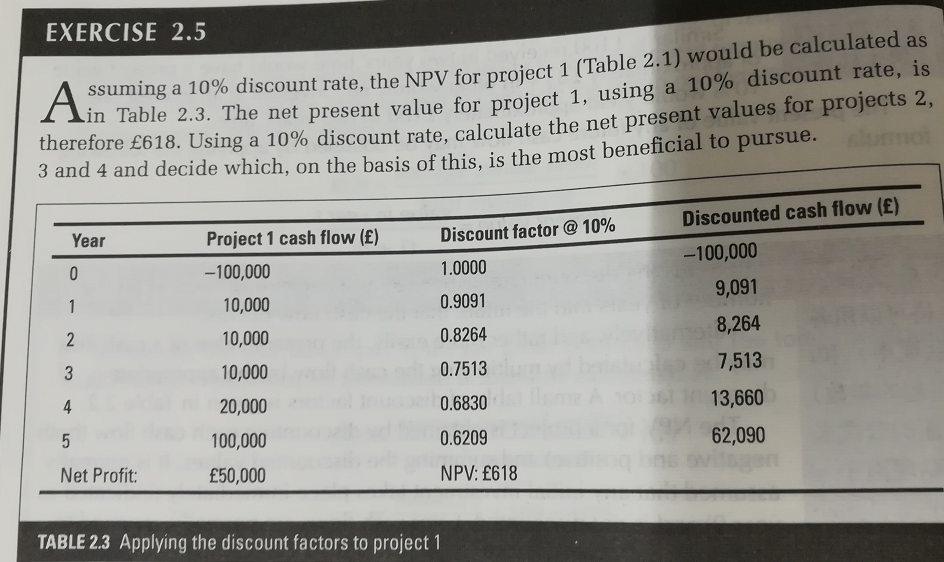 EXERCISE 2.5
Assuming a 10% discount rate, the NPV for project 1 (Table 2.1) would be calculated as
in Table 2.3. The net present value for project 1, using a 10% discount rate, is
therefore £618. Using a 10% discount rate, calculate the net present values for projects 2,
3 and 4 and decide which, on the basis of this, is the most beneficial to pursue.
Year Project 1 cash flow (£) Discount factor @ 10% Discounted cash flow (£)
0 –100,000 1.0000 –100,000
1 10,000 0.9091 9,091
2 10,000 0.8264 8,264
3 10,000 0.7513 7,513
4 20,000 0.6830 13,660
5 100,000 0.6209 62,090
Net Profit: £50,000 NPV: £618
TABLE 2.3 Applying the discount factors to project 1